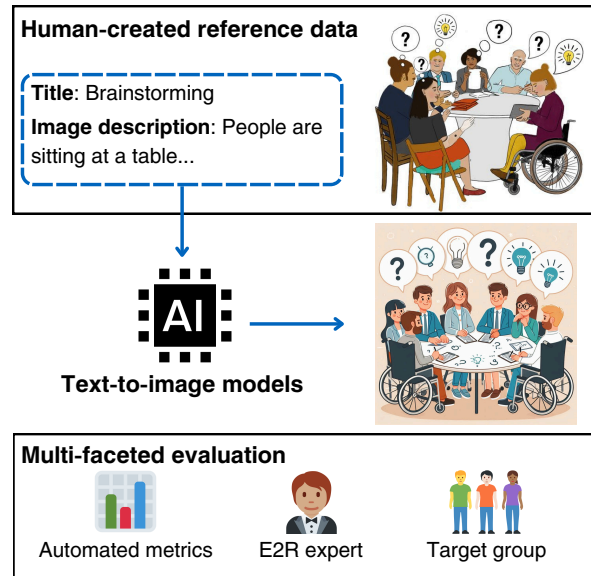 Human-created reference data
Title: Brainstorming
Image description: People are
sitting at a table...
? ? ? ?
AI
Text-to-image models
? ? ?
Multi-faceted evaluation
Automated metrics
E2R expert
Target group